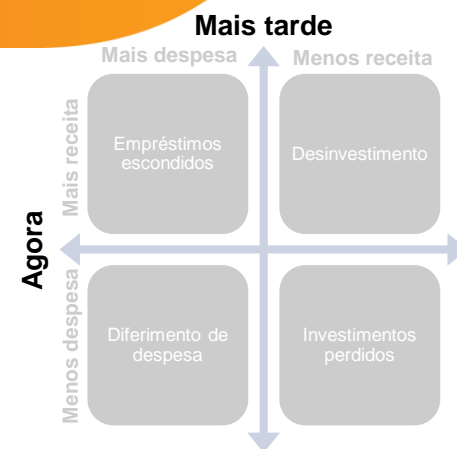 Mais tarde
Mais despesa
Menos receita
Agora
Mais receita
Menos despesa
Empréstimos
escondidos
Desinvestimento
Diferimento de
despesa
Investimentos
perdidos